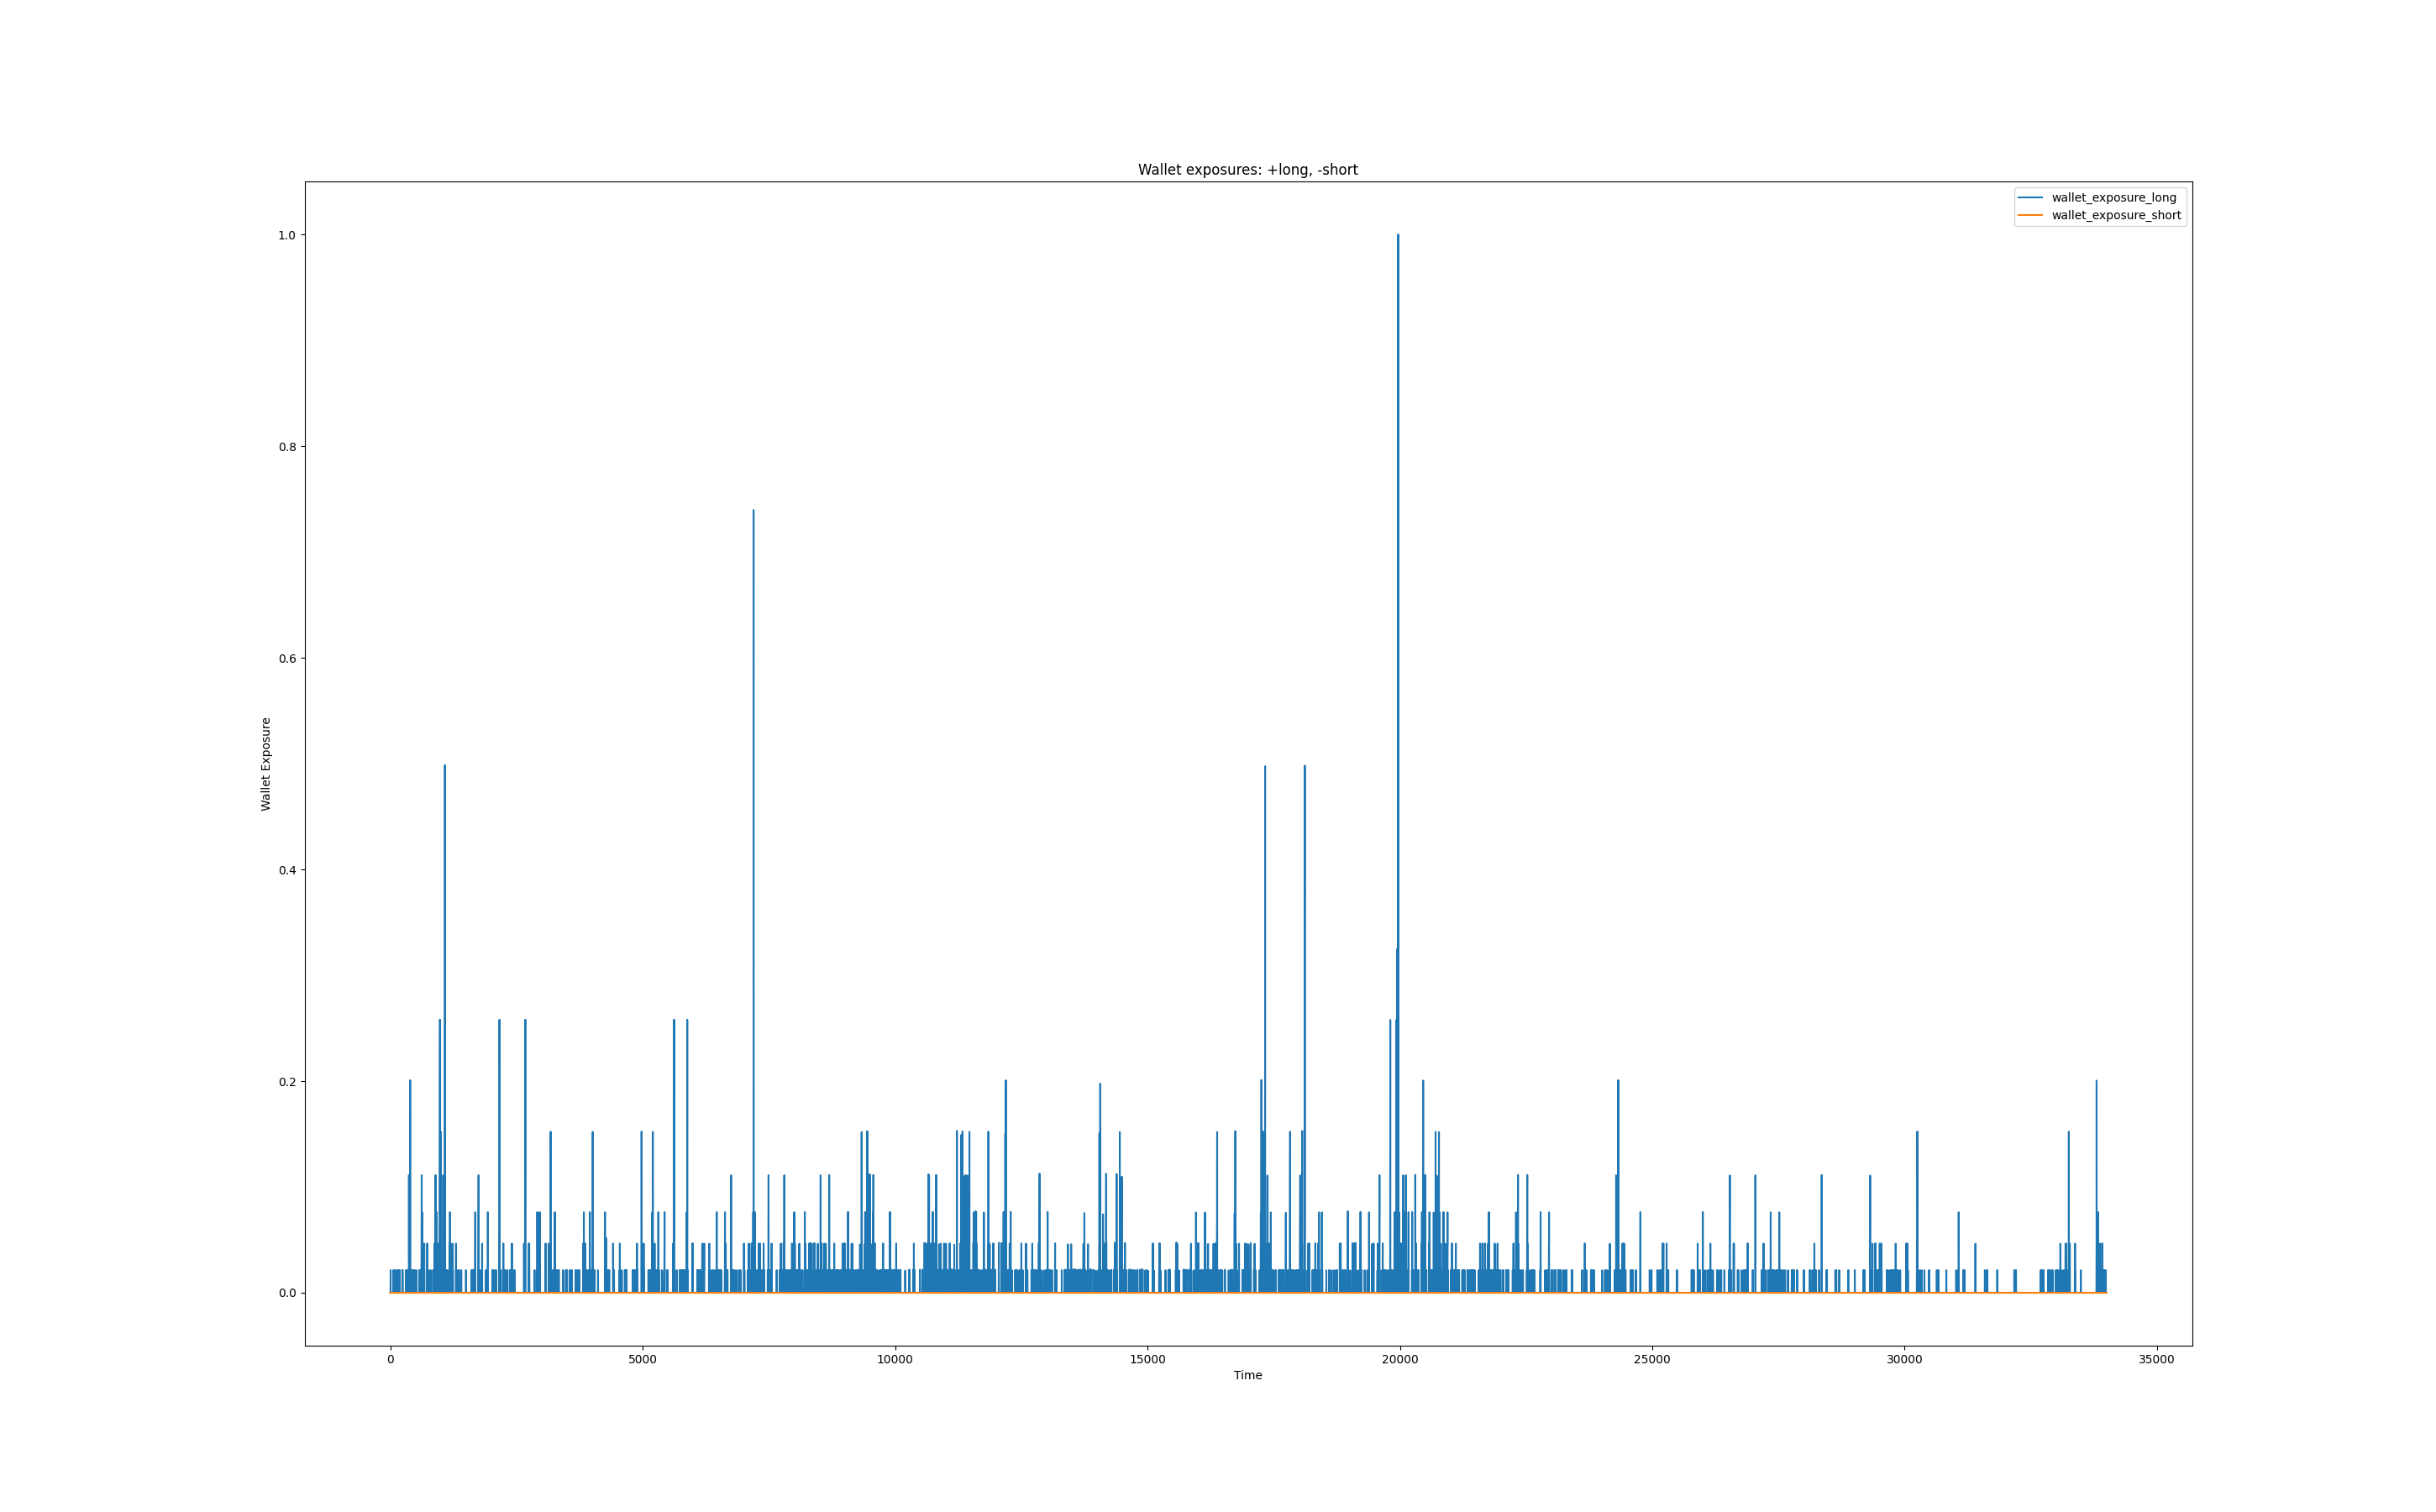 Wallet exposures: +long, -short
wallet_exposure_long
wallet_exposure_short
1.0
0.8
0.6
0.4
0.2
0.0
Wallet Exposure
0 5000 10000 15000 20000 25000 30000 35000
Time